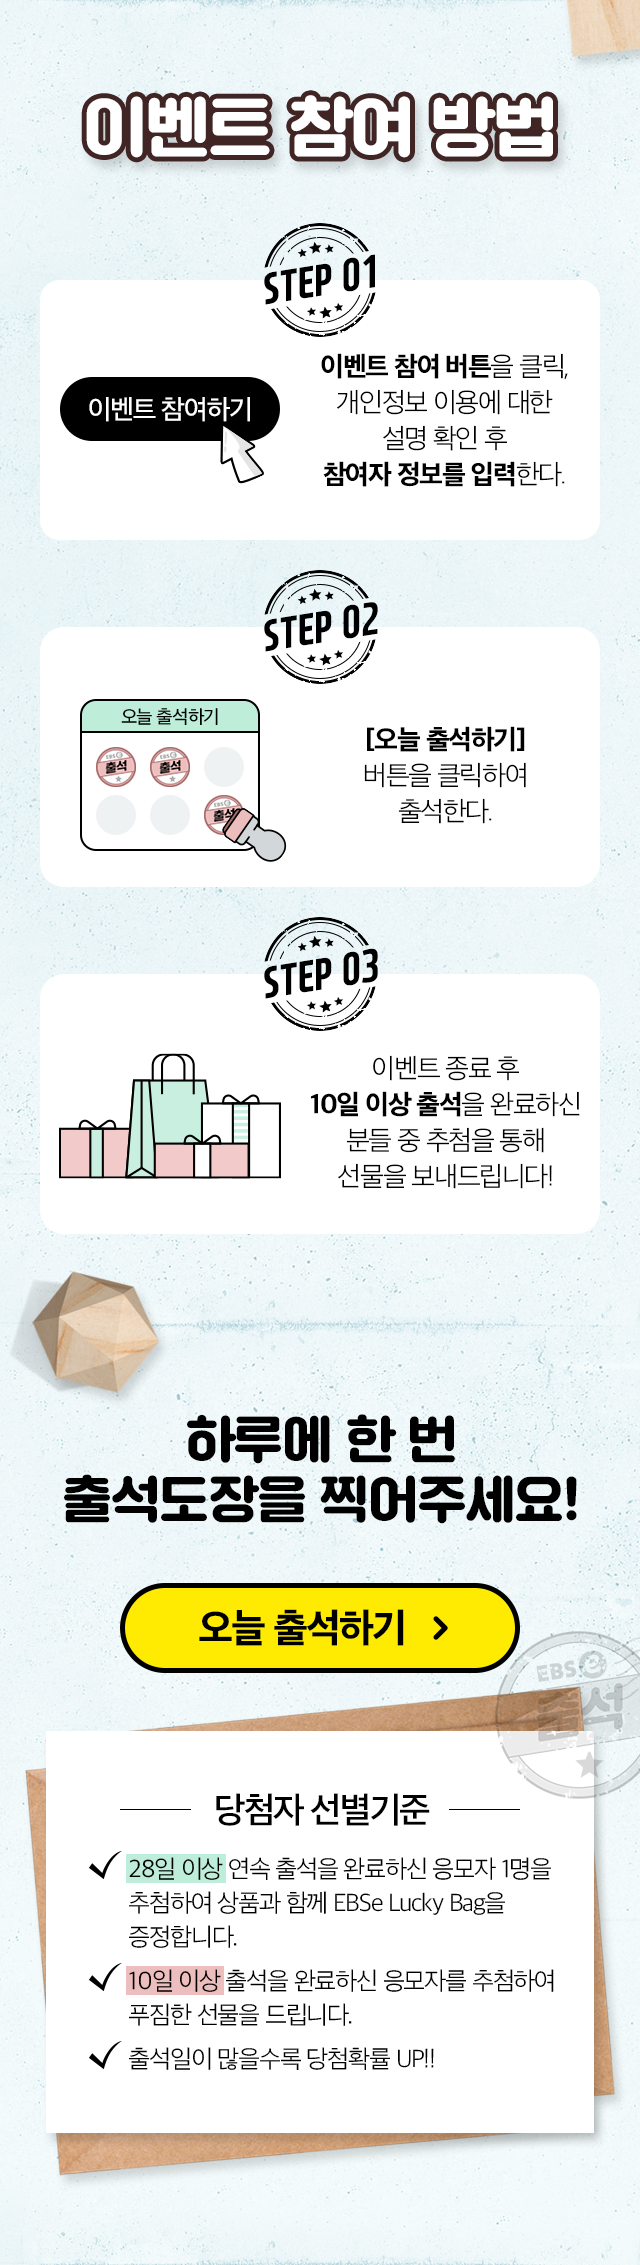 이벤트 참여 방법
STEP 01
이벤트 참여하기
이벤트 참여 버튼을 클릭,
개인정보 이용에 대한
설명 확인 후
참여자 정보를 입력한다.
STEP 02
오늘 출석하기
EBS
출석
EBS
출석
EBS
출석
[오늘 출석하기]
버튼을 클릭하여
출석한다.
STEP 03
이벤트 종료 후
10일 이상 출석을 완료하신
분들 중 추첨을 통해
선물을 보내드립니다!
하루에 한 번
출석도장을 찍어주세요!
오늘 출석하기
EBSe
출석
당첨자 선별기준
28일 이상 연속 출석을 완료하신 응모자 1명을
추첨하여 상품과 함께 EBSe Lucky Bag을
증정합니다.
10일 이상 출석을 완료하신 응모자를 추첨하여
푸짐한 선물을 드립니다.
출석일이 많을수록 당첨확률 UP!!